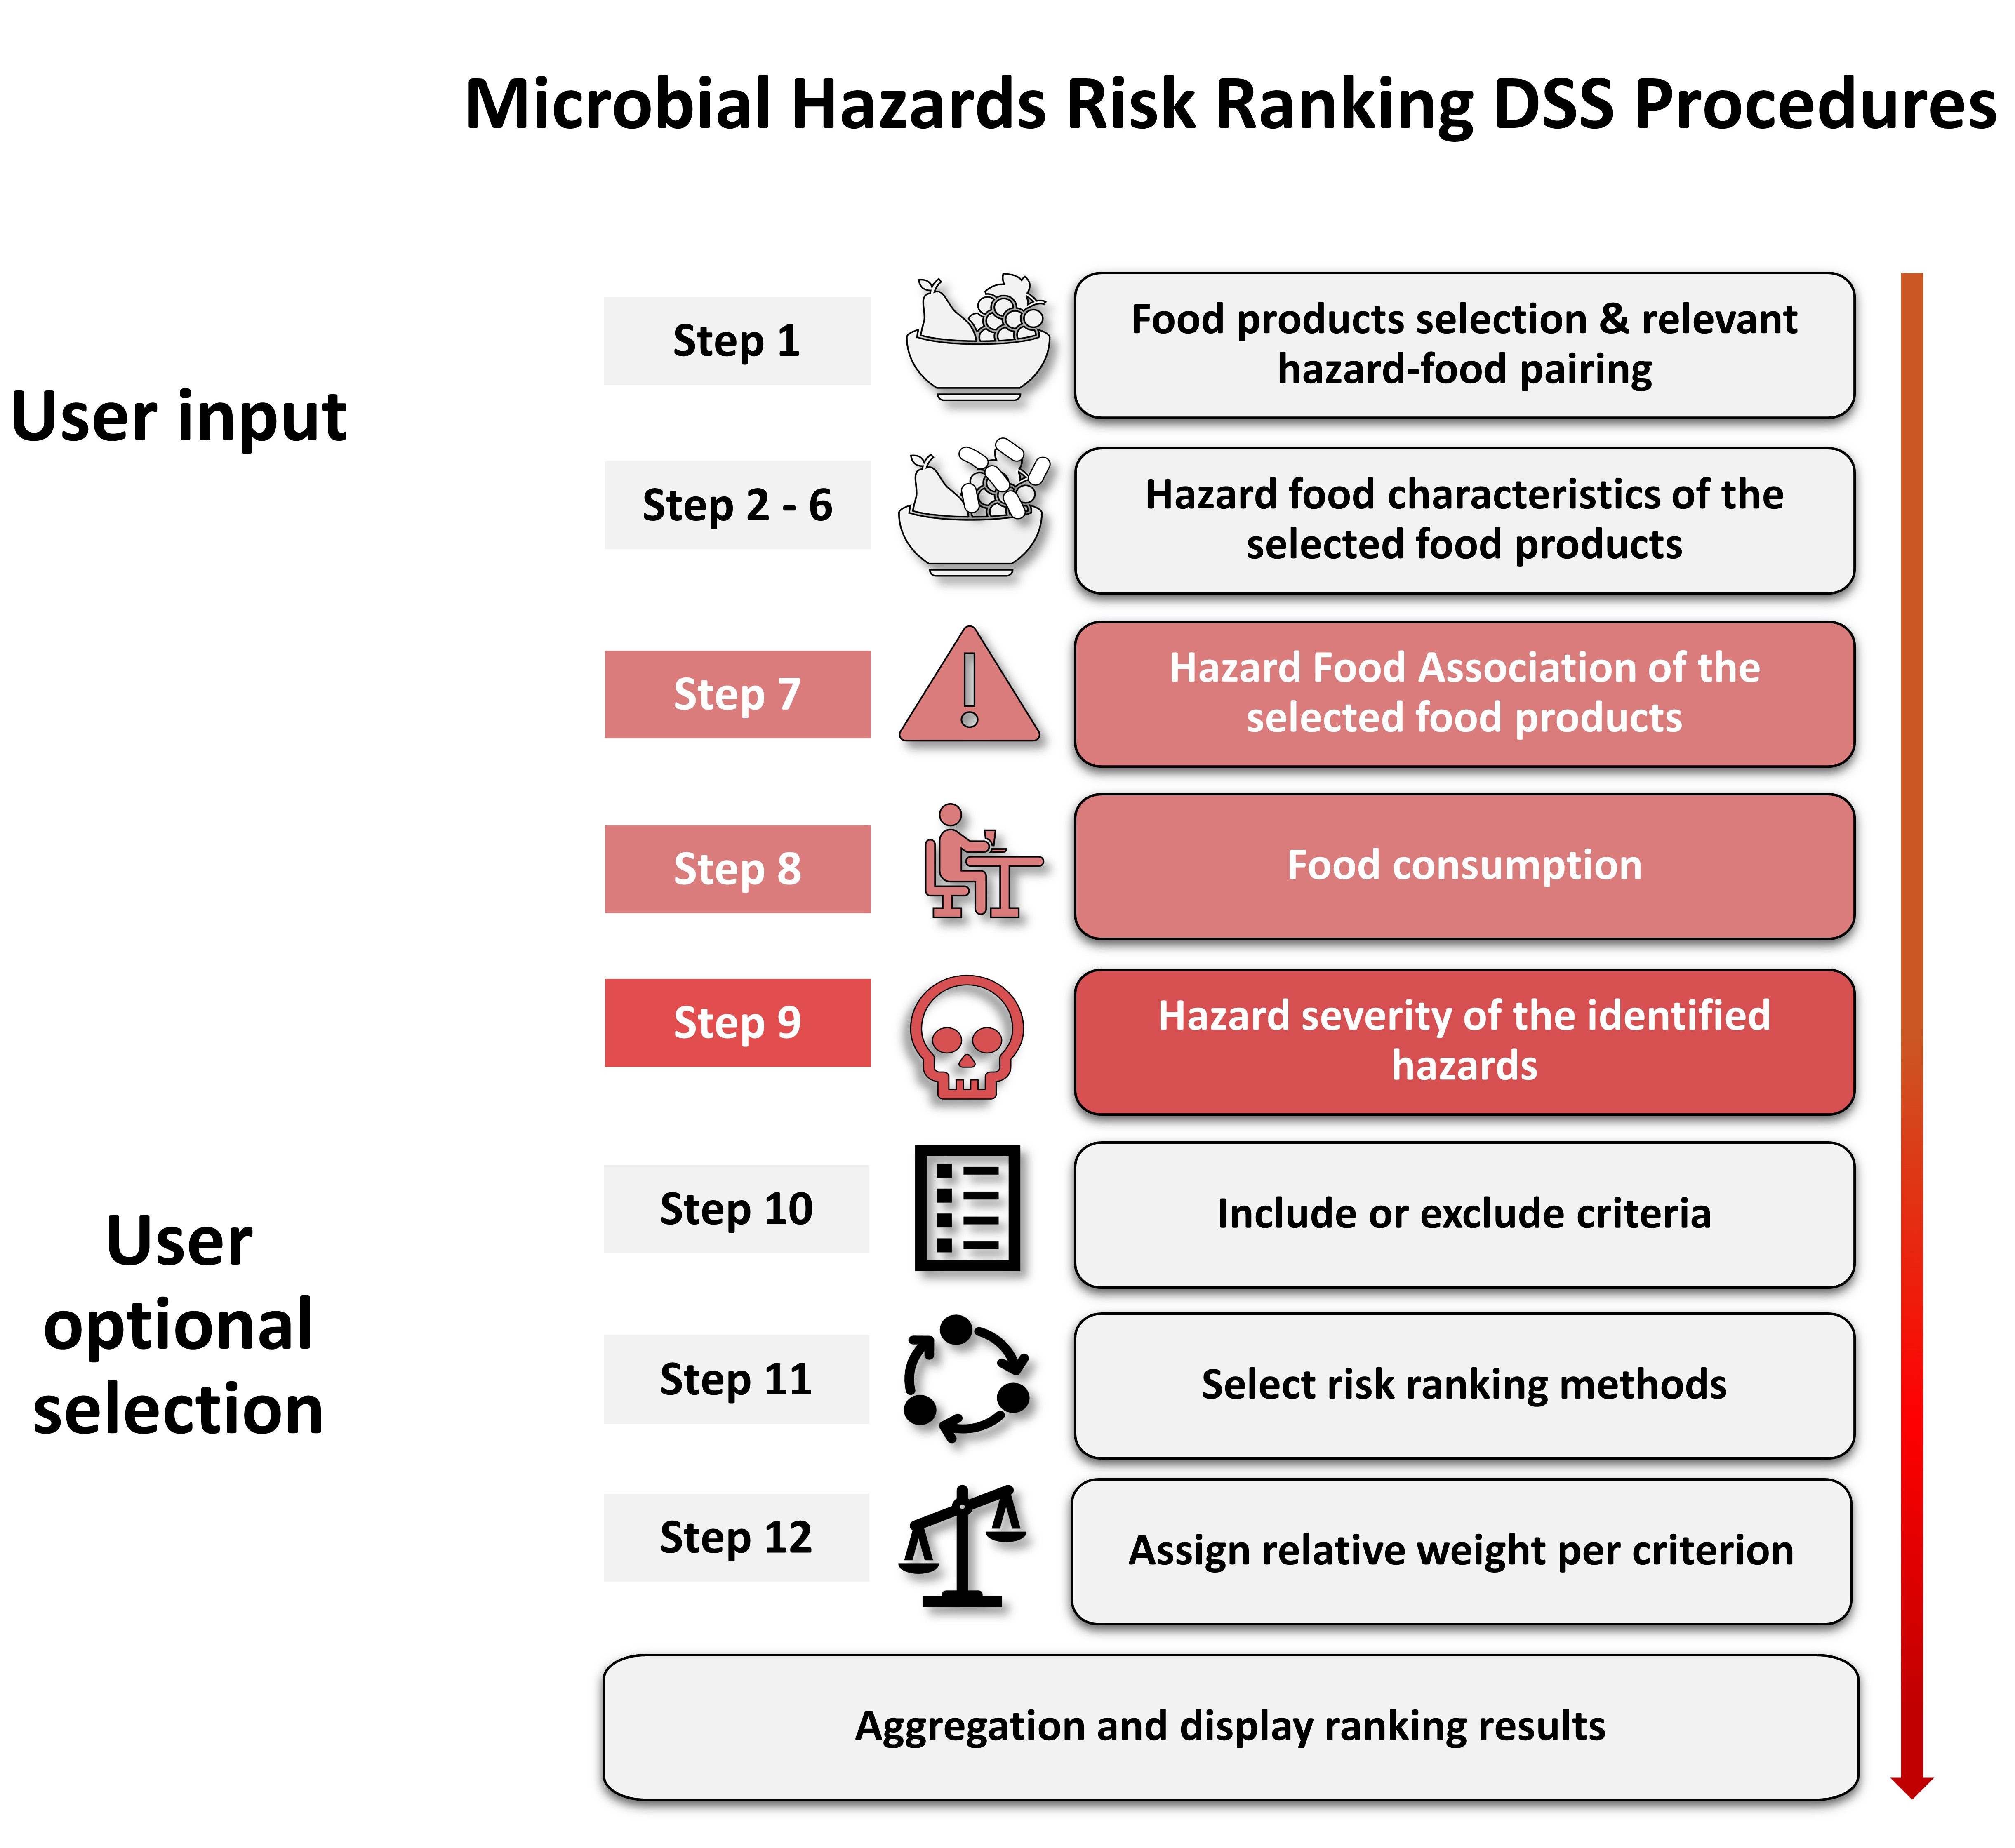 Microbial Hazards Risk Ranking DSS Procedures
User input
Step 1
Food products selection & relevant
hazard-food pairing
Step 2 - 6
Hazard food characteristics of the
selected food products
Step 7
Hazard Food Association of the
selected food products
Step 8
Food consumption
Step 9
Hazard severity of the identified
hazards
User
optional
selection
Step 10
Include or exclude criteria
Step 11
Select risk ranking methods
Step 12
Assign relative weight per criterion
Aggregation and display ranking results